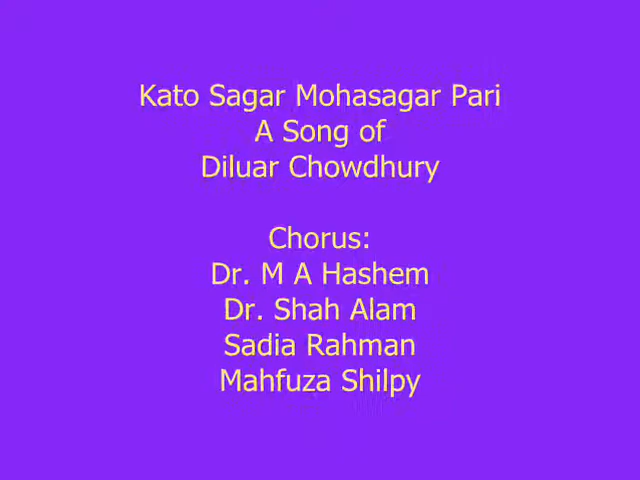 Kato Sagar Mohasagar Pari
A Song of
Diluar Chowdhury
Chorus:
Dr. M A Hashem
Dr. Shah Alam
Sadia Rahman
Mahfuza Shilpy